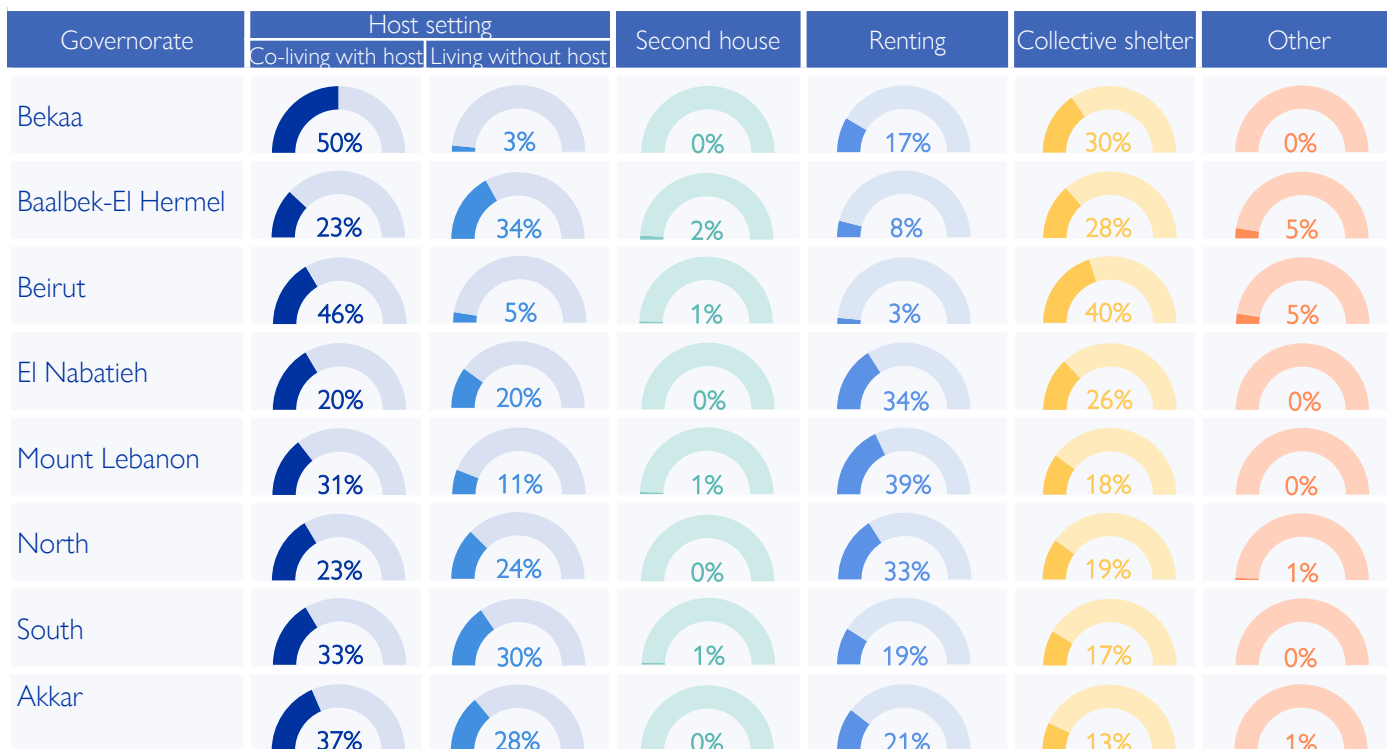 Governorate Host setting Second house Renting Collective shelter Other
Co-living with host Living without host
Bekaa 50% 3% 0% 17% 30% 0%
Baalbek-El Hermel 23% 34% 2% 8% 28% 5%
Beirut 46% 5% 1% 3% 40% 5%
El Nabatieh 20% 20% 0% 34% 26% 0%
Mount Lebanon 31% 11% 1% 39% 18% 0%
North 23% 24% 0% 33% 19% 1%
South 33% 30% 1% 19% 17% 0%
Akkar 37% 28% 0% 21% 13% 1%